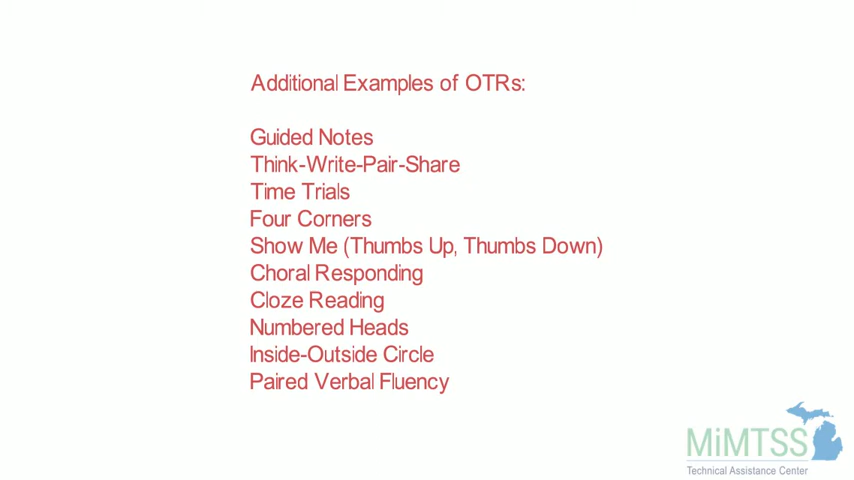 Additional Examples of OTRs:
Guided Notes
Think-Write-Pair-Share
Time Trials
Four Corners
Show Me (Thumbs Up, Thumbs Down)
Choral Responding
Cloze Reading
Numbered Heads
Inside-Outside Circle
Paired Verbal Fluency
MiMTSS
Technical Assistance Center